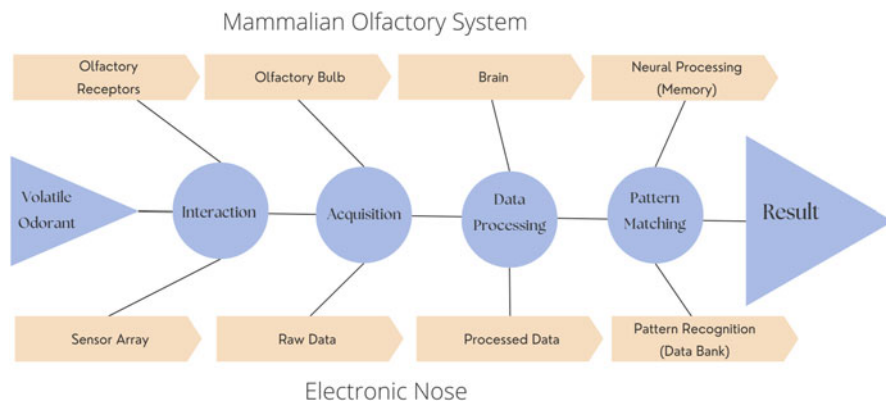 Mammalian Olfactory System
Olfactory
Receptors
Olfactory Bulb
Brain
Neural Processing
(Memory)
Volatile
Odorant
Interaction
Acquisition
Data
Processing
Pattern
Matching
Result
Sensor Array
Raw Data
Processed Data
Pattern Recognition
(Data Bank)
Electronic Nose